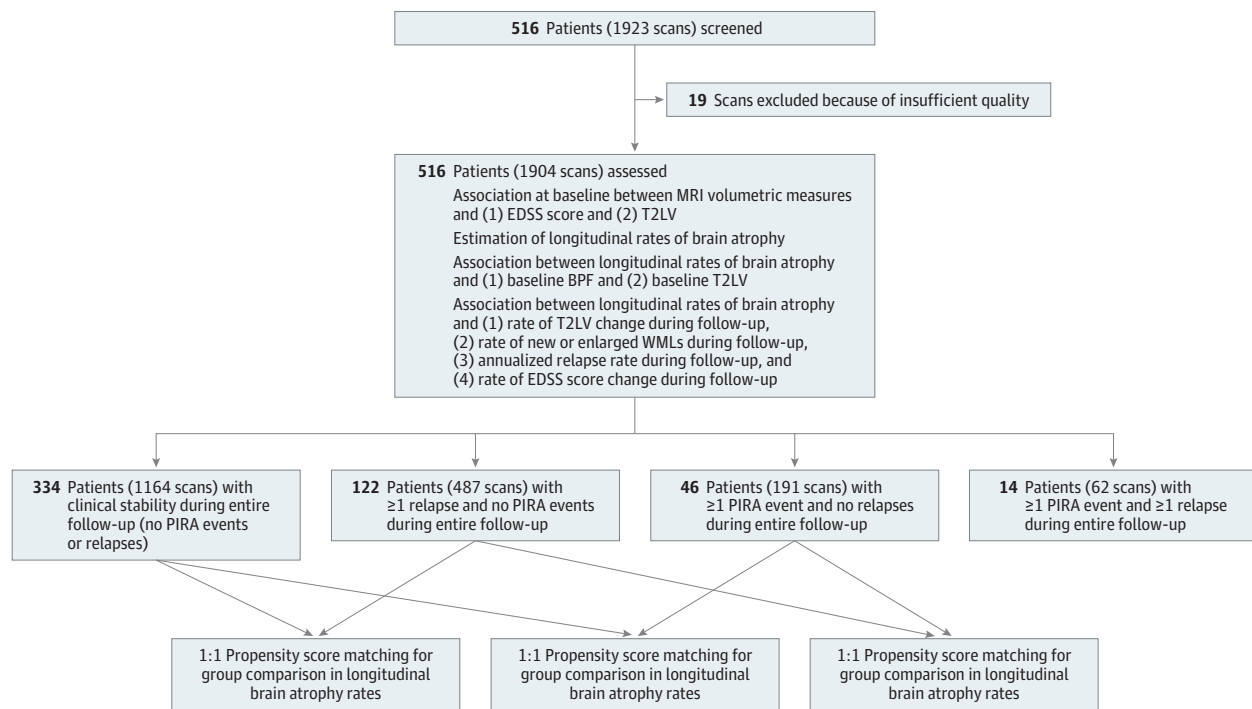 516 Patients (1923 scans) screened
19 Scans excluded because of insufficient quality
516 Patients (1904 scans) assessed
Association at baseline between MRI volumetric measures
and (1) EDSS score and (2) T2LV
Estimation of longitudinal rates of brain atrophy
Association between longitudinal rates of brain atrophy
and (1) baseline BPF and (2) baseline T2LV
Association between longitudinal rates of brain atrophy
and (1) rate of T2LV change during follow-up,
(2) rate of new or enlarged WMLs during follow-up,
(3) annualized relapse rate during follow-up, and
(4) rate of EDSS score change during follow-up
334 Patients (1164 scans) with
clinical stability during entire
follow-up (no PIRA events
or relapses)
122 Patients (487 scans) with
≥1 relapse and no PIRA events
during entire follow-up
46 Patients (191 scans) with
≥1 PIRA event and no relapses
during entire follow-up
14 Patients (62 scans) with
≥1 PIRA event and ≥1 relapse
during entire follow-up
1:1 Propensity score matching for
group comparison in longitudinal
brain atrophy rates
1:1 Propensity score matching for
group comparison in longitudinal
brain atrophy rates
1:1 Propensity score matching for
group comparison in longitudinal
brain atrophy rates